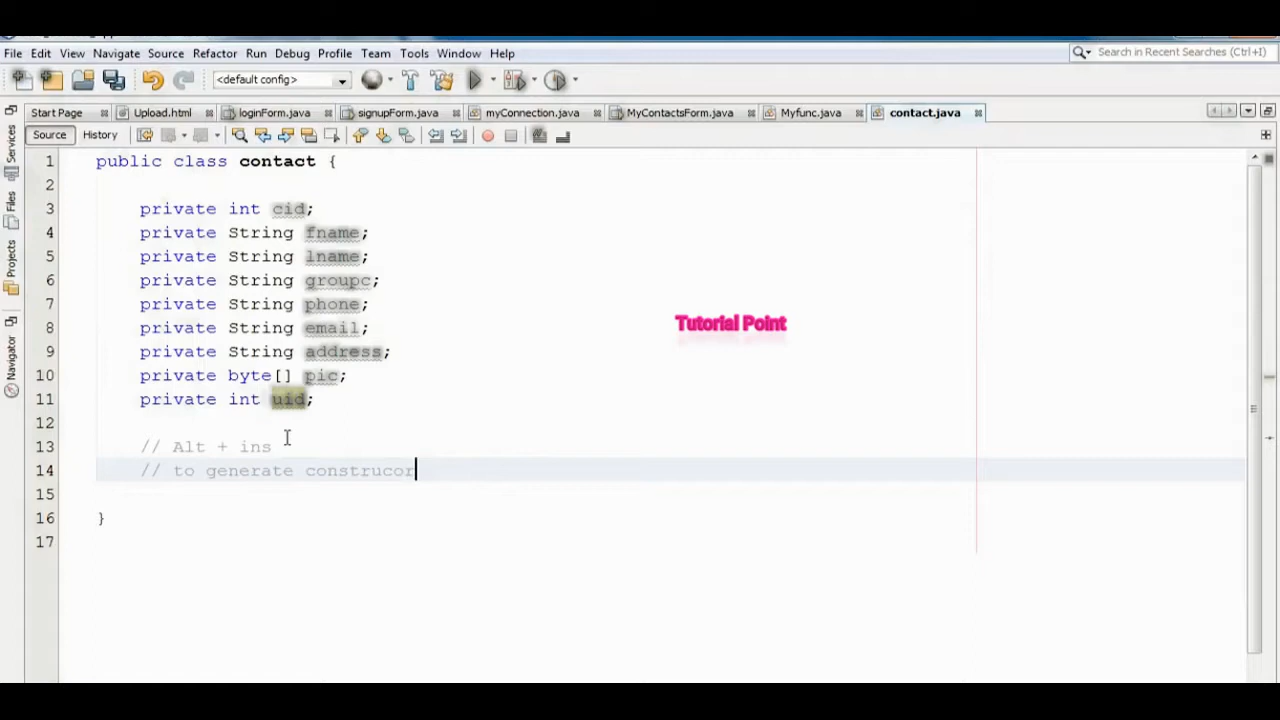 File Edit View Navigate Source Refactor Run Debug Profile Team Tools Window Help Search in Recent Searches (Ctrl+I)
<default config>
Start Page Upload.html loginForm.java signupForm.java myConnection.java MyContactsForm.java Myfunc.java contact.java
Source History
Services
Files
Projects
Navigator
1 public class contact {
2
3 private int cid;
4 private String fname;
5 private String lname;
6 private String groupc;
7 private String phone;
8 private String email;
9 private String address;
10 private byte[] pic;
11 private int uid;
12
13 // Alt + ins
14 // to generate construcor
15
16 }
17
Tutorial Point